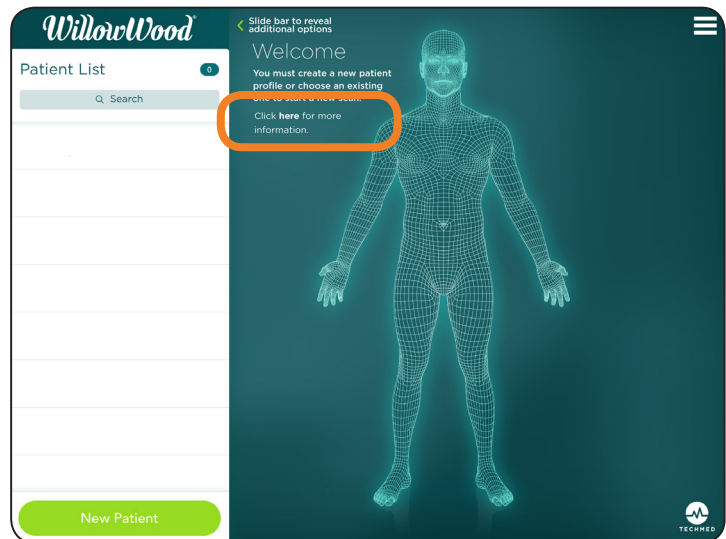 WillowWood
Patient List
0
Search
New Patient
Slide bar to reveal
additional options
Welcome
You must create a new patient
profile or choose an existing
one to start a new scan.
Click here for more
information.
TECHMED